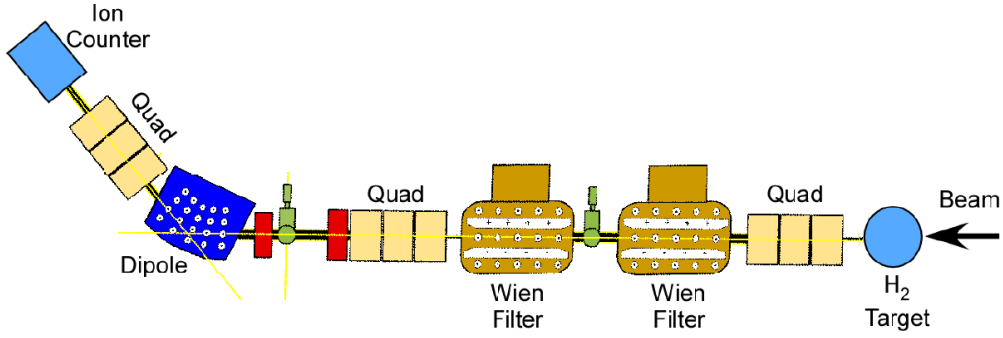 Ion
Counter
Quad
Dipole
Quad
Wien
Filter
Wien
Filter
Quad
Beam
H₂
Target